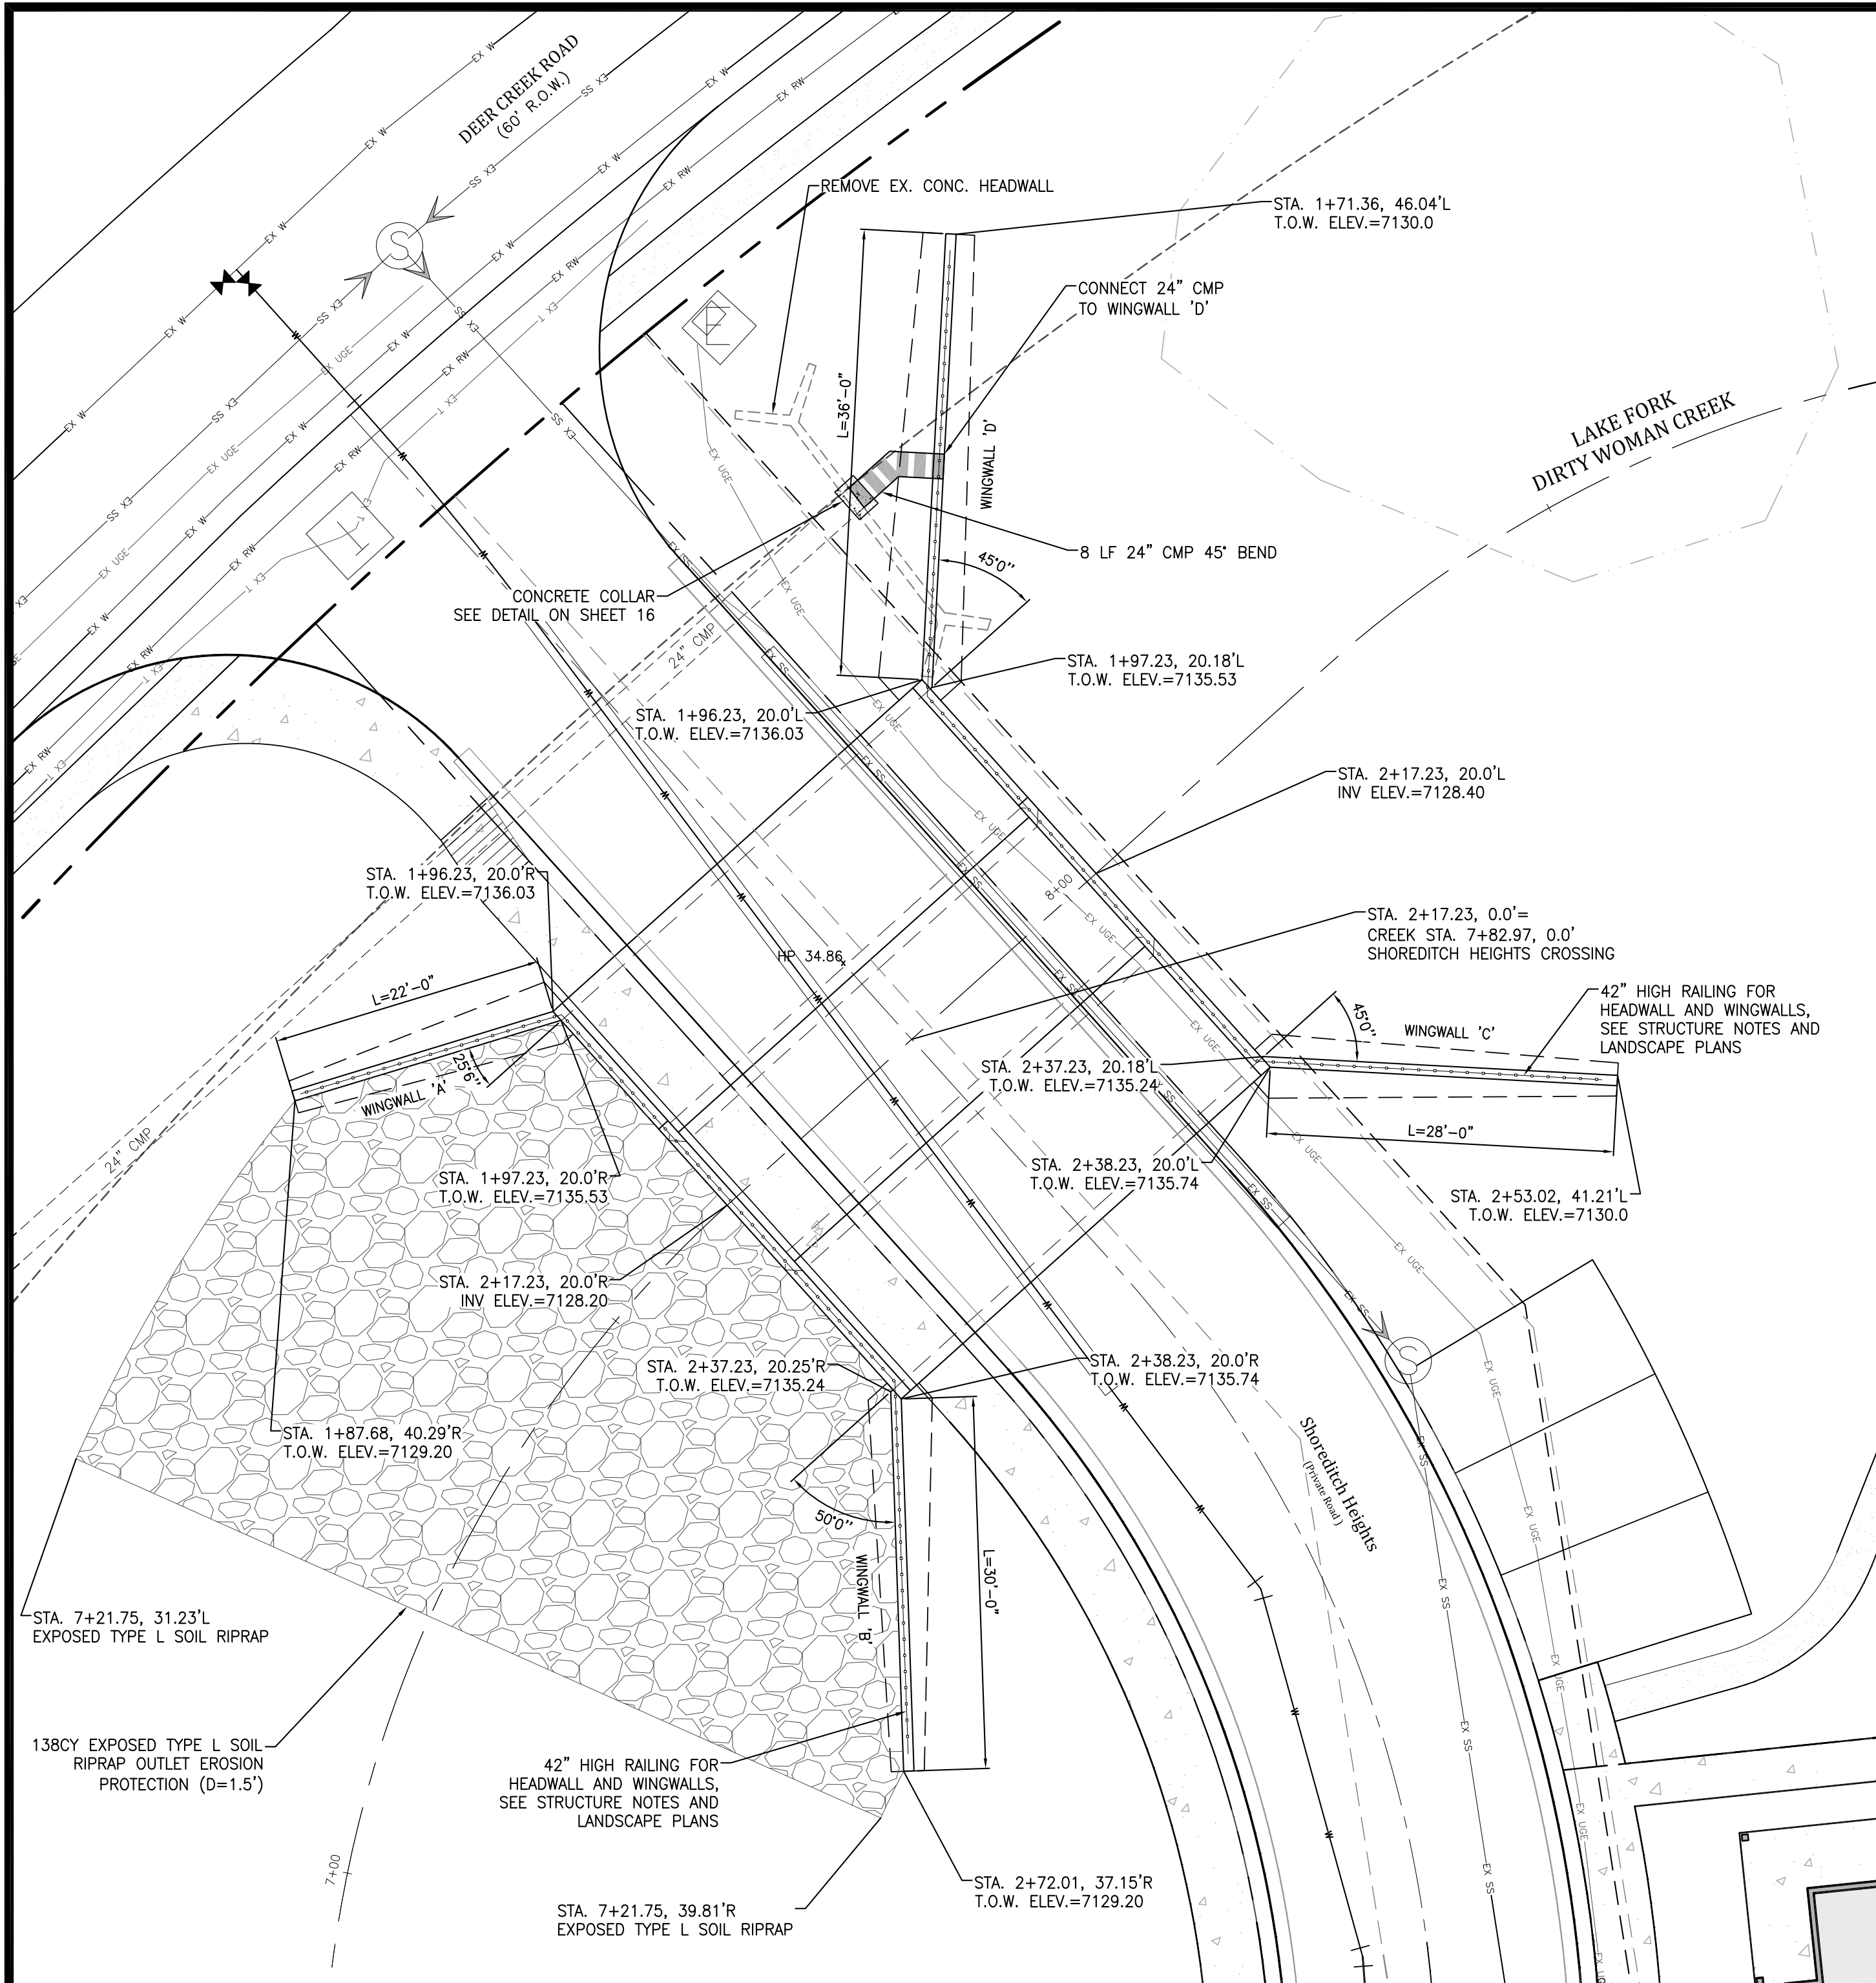 DEER CREEK ROAD
(60' R.O.W.)
REMOVE EX. CONC. HEADWALL
STA. 1+71.36, 46.04'L
T.O.W. ELEV.=7130.0
CONNECT 24" CMP
TO WINGWALL 'D'
L=36'-0"
WINGWALL 'D'
LAKE FORK
DIRTY WOMAN CREEK
8 LF 24" CMP 45° BEND
45°0''
CONCRETE COLLAR
SEE DETAIL ON SHEET 16
24" CMP
STA. 1+97.23, 20.18'L
T.O.W. ELEV.=7135.53
STA. 1+96.23, 20.0'L
T.O.W. ELEV.=7136.03
STA. 2+17.23, 20.0'L
INV ELEV.=7128.40
STA. 1+96.23, 20.0'R
T.O.W. ELEV.=7136.03
8+00
STA. 2+17.23, 0.0'=
CREEK STA. 7+82.97, 0.0'
SHOREDITCH HEIGHTS CROSSING
HP 34.86
L=22'-0"
42" HIGH RAILING FOR
HEADWALL AND WINGWALLS,
SEE STRUCTURE NOTES AND
LANDSCAPE PLANS
45°0''
WINGWALL 'C'
25°6''
WINGWALL 'A'
STA. 2+37.23, 20.18'L
T.O.W. ELEV.=7135.24
L=28'-0"
24" CMP
STA. 1+97.23, 20.0'R
T.O.W. ELEV.=7135.53
STA. 2+38.23, 20.0'L
T.O.W. ELEV.=7135.74
STA. 2+53.02, 41.21'L
T.O.W. ELEV.=7130.0
STA. 2+17.23, 20.0'R
INV ELEV.=7128.20
STA. 2+37.23, 20.25'R
T.O.W. ELEV.=7135.24
STA. 2+38.23, 20.0'R
T.O.W. ELEV.=7135.74
STA. 1+87.68, 40.29'R
T.O.W. ELEV.=7129.20
Shoreditch Heights
(Private Road)
50°0''
WINGWALL 'B'
L=30'-0"
STA. 7+21.75, 31.23'L
EXPOSED TYPE L SOIL RIPRAP
138CY EXPOSED TYPE L SOIL
RIPRAP OUTLET EROSION
PROTECTION (D=1.5')
42" HIGH RAILING FOR
HEADWALL AND WINGWALLS,
SEE STRUCTURE NOTES AND
LANDSCAPE PLANS
7+00
STA. 2+72.01, 37.15'R
T.O.W. ELEV.=7129.20
STA. 7+21.75, 39.81'R
EXPOSED TYPE L SOIL RIPRAP
EX W
EX SS
EX RW
EX UGE
EX T
S
T
S